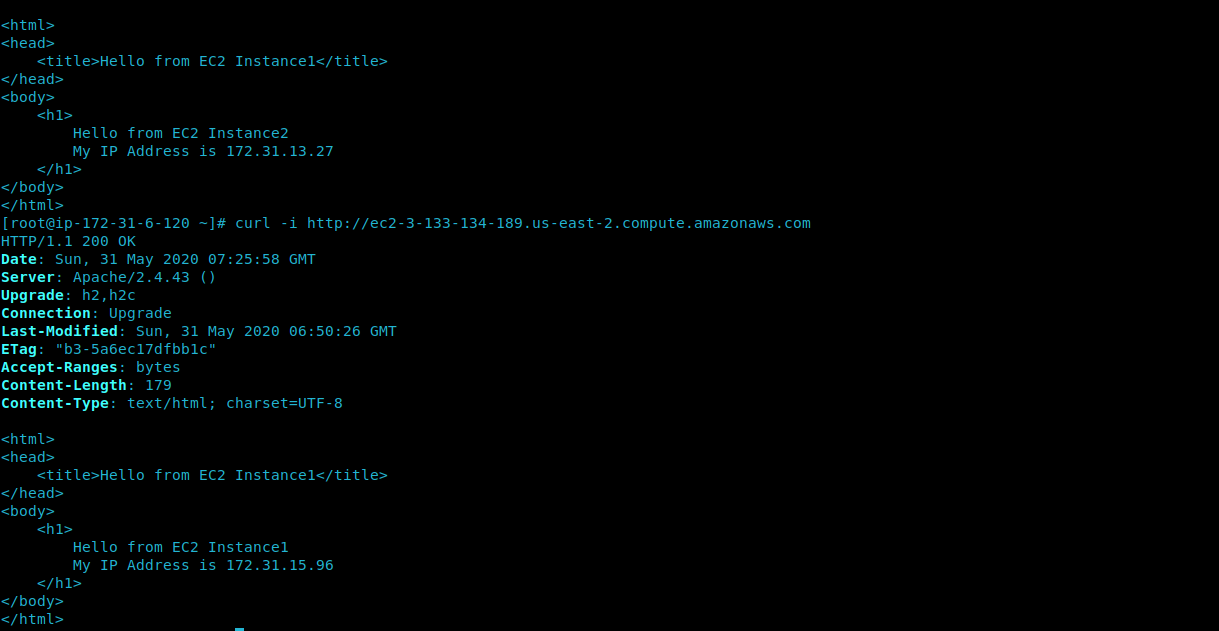 <html>
<head>
    <title>Hello from EC2 Instance1</title>
</head>
<body>
    <h1>
        Hello from EC2 Instance2
        My IP Address is 172.31.13.27
    </h1>
</body>
</html>
[root@ip-172-31-6-120 ~]# curl -i http://ec2-3-133-134-189.us-east-2.compute.amazonaws.com
HTTP/1.1 200 OK
Date: Sun, 31 May 2020 07:25:58 GMT
Server: Apache/2.4.43 ()
Upgrade: h2,h2c
Connection: Upgrade
Last-Modified: Sun, 31 May 2020 06:50:26 GMT
ETag: "b3-5a6ec17dfbb1c"
Accept-Ranges: bytes
Content-Length: 179
Content-Type: text/html; charset=UTF-8

<html>
<head>
    <title>Hello from EC2 Instance1</title>
</head>
<body>
    <h1>
        Hello from EC2 Instance1
        My IP Address is 172.31.15.96
    </h1>
</body>
</html>